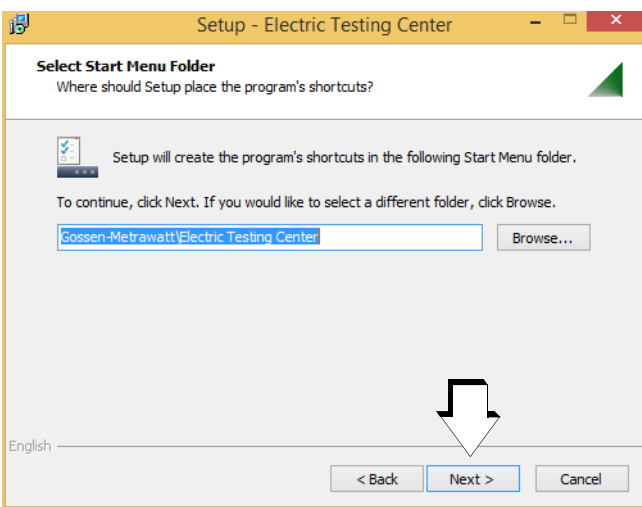 Setup - Electric Testing Center
Select Start Menu Folder
Where should Setup place the program's shortcuts?
Setup will create the program's shortcuts in the following Start Menu folder.
To continue, click Next. If you would like to select a different folder, click Browse.
Gossen-Metrawatt\Electric Testing Center
Browse...
English
< Back
Next >
Cancel